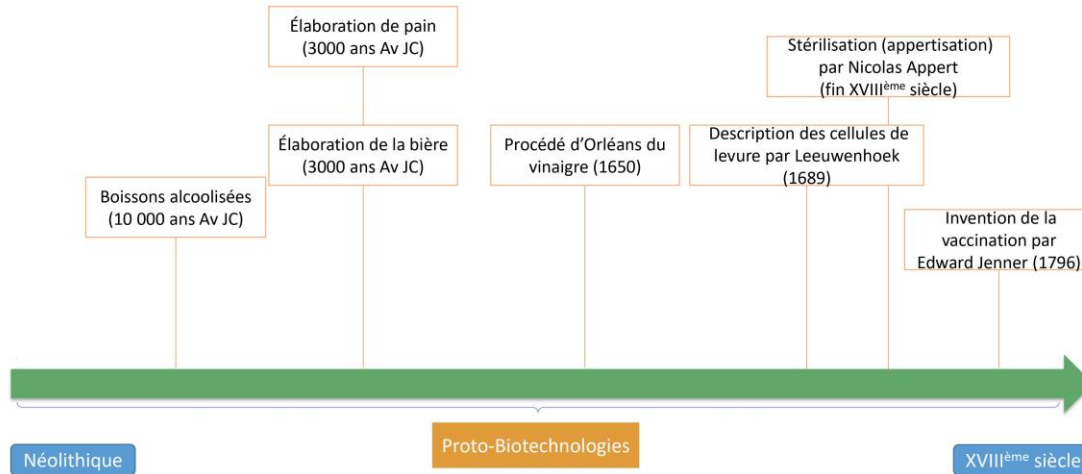 Élaboration de pain
(3000 ans Av JC)
Stérilisation (appertisation)
par Nicolas Appert
(fin XVIIIème siècle)
Élaboration de la bière
(3000 ans Av JC)
Procédé d'Orléans du
vinaigre (1650)
Description des cellules de
levure par Leeuwenhoek
(1689)
Boissons alcoolisées
(10 000 ans Av JC)
Invention de la
vaccination par
Edward Jenner (1796)
Proto-Biotechnologies
Néolithique
XVIIIème siècle